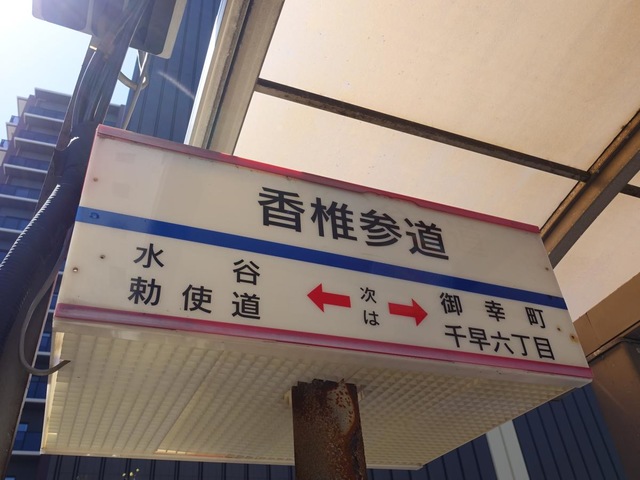 香椎参道
水谷
勅使道
次は
御幸町
千早六丁目